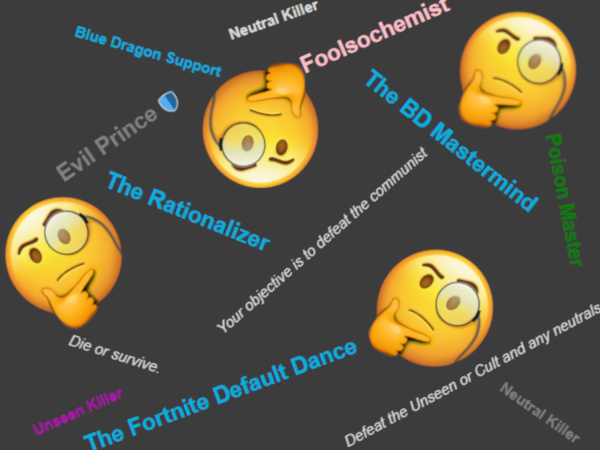 Neutral Killer
Blue Dragon Support
Foolsochemist
The BD Mastermind
Evil Prince
Poison Master
The Rationalizer
Your objective is to defeat the communist
Die or survive.
The Fortnite Default Dance
Defeat the Unseen or Cult and any neutrals
Unseen Killer
Neutral Killer